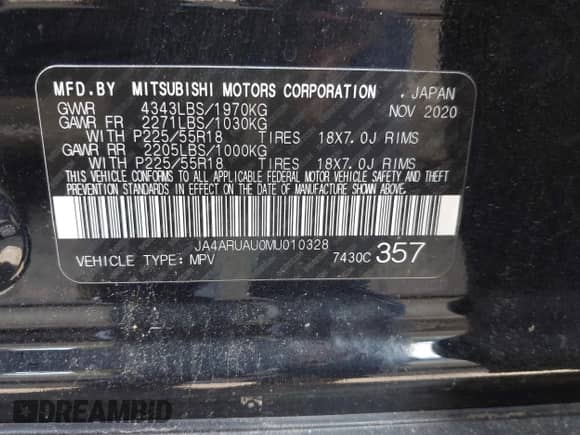 MFD.BY MITSUBISHI MOTORS CORPORATION , JAPAN
GVWR 4343LBS/1970KG NOV 2020
GAWR FR 2271LBS/1030KG
WITH P225/55R18 TIRES 18X7.0J RIMS
GAWR RR 2205LBS/1000KG
WITH P225/55R18 TIRES 18X7.0J RIMS
THIS VEHICLE CONFORMS TO ALL APPLICABLE FEDERAL MOTOR VEHICLE SAFETY AND THEFT
PREVENTION STANDARDS IN EFFECT ON THE DATE OF MANUFACTURE SHOWN ABOVE.
JA4ARUAU0MU010328
VEHICLE TYPE:MPV 7430C 357
DREAMBID